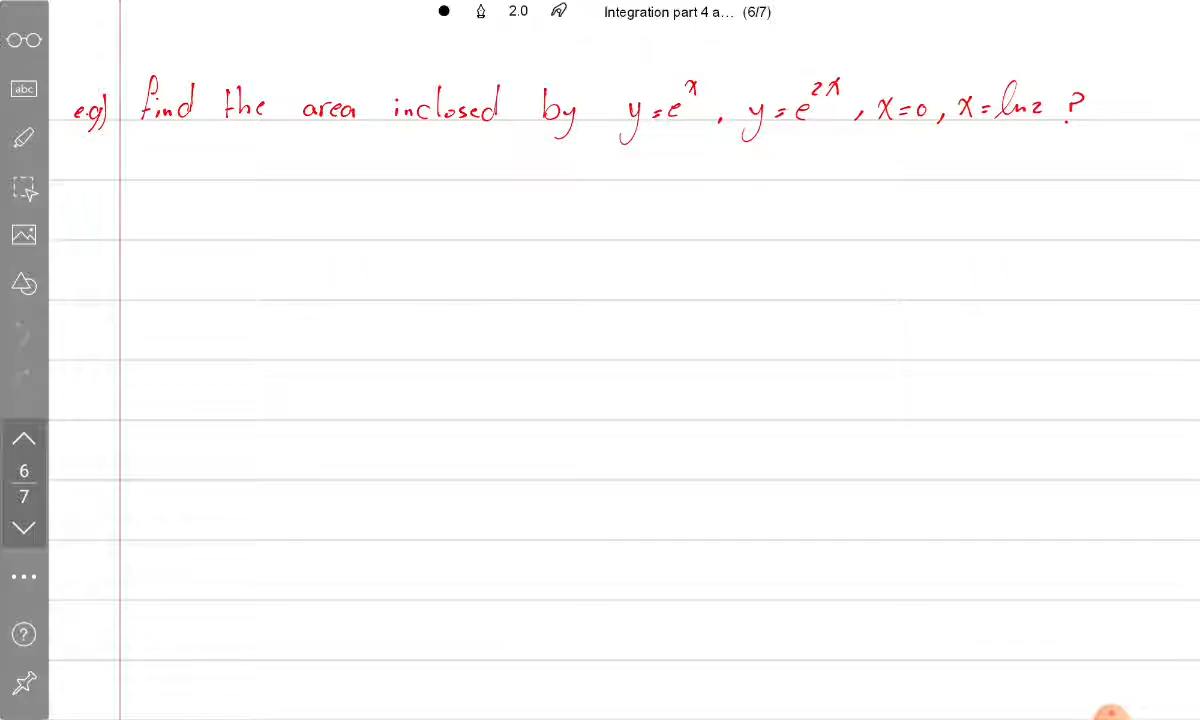 2.0 Integration part 4 a... (6/7)
abc
e.g) find the area inclosed by y=e^x, y=e^2x, x=0, x=ln2 ?
6
7
?